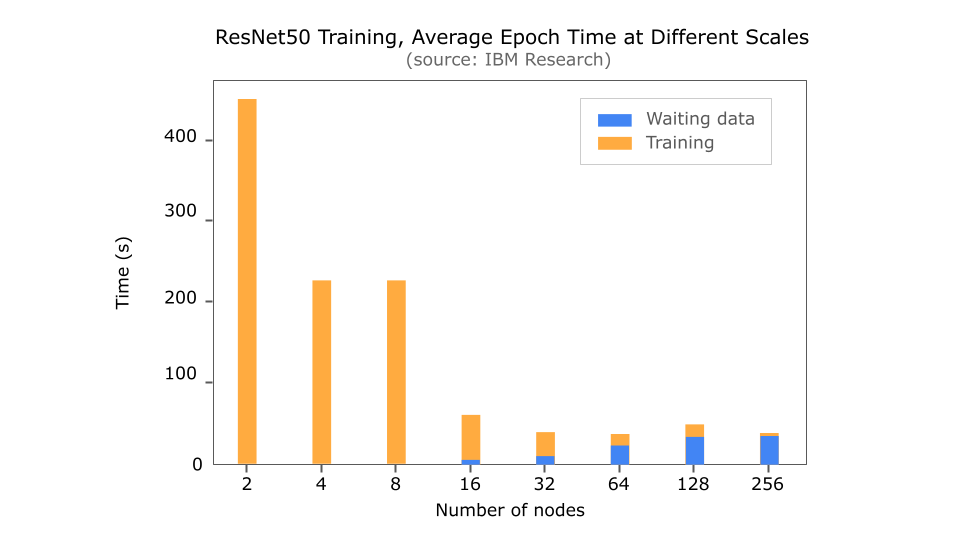 ResNet50 Training, Average Epoch Time at Different Scales
(source: IBM Research)
Waiting data
Training
400
300
200
100
0
Time (s)
2 4 8 16 32 64 128 256
Number of nodes